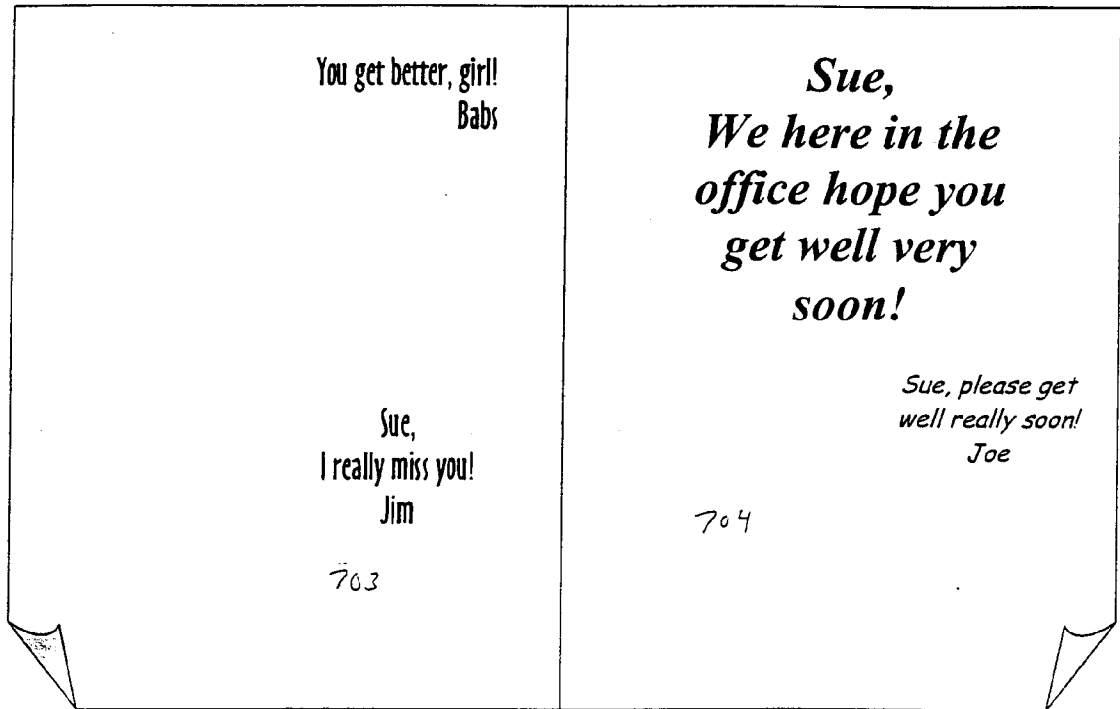 You get better, girl!
Babs
Sue,
I really miss you!
Jim
703
Sue,
We here in the
office hope you
get well very
soon!
Sue, please get
well really soon!
Joe
704